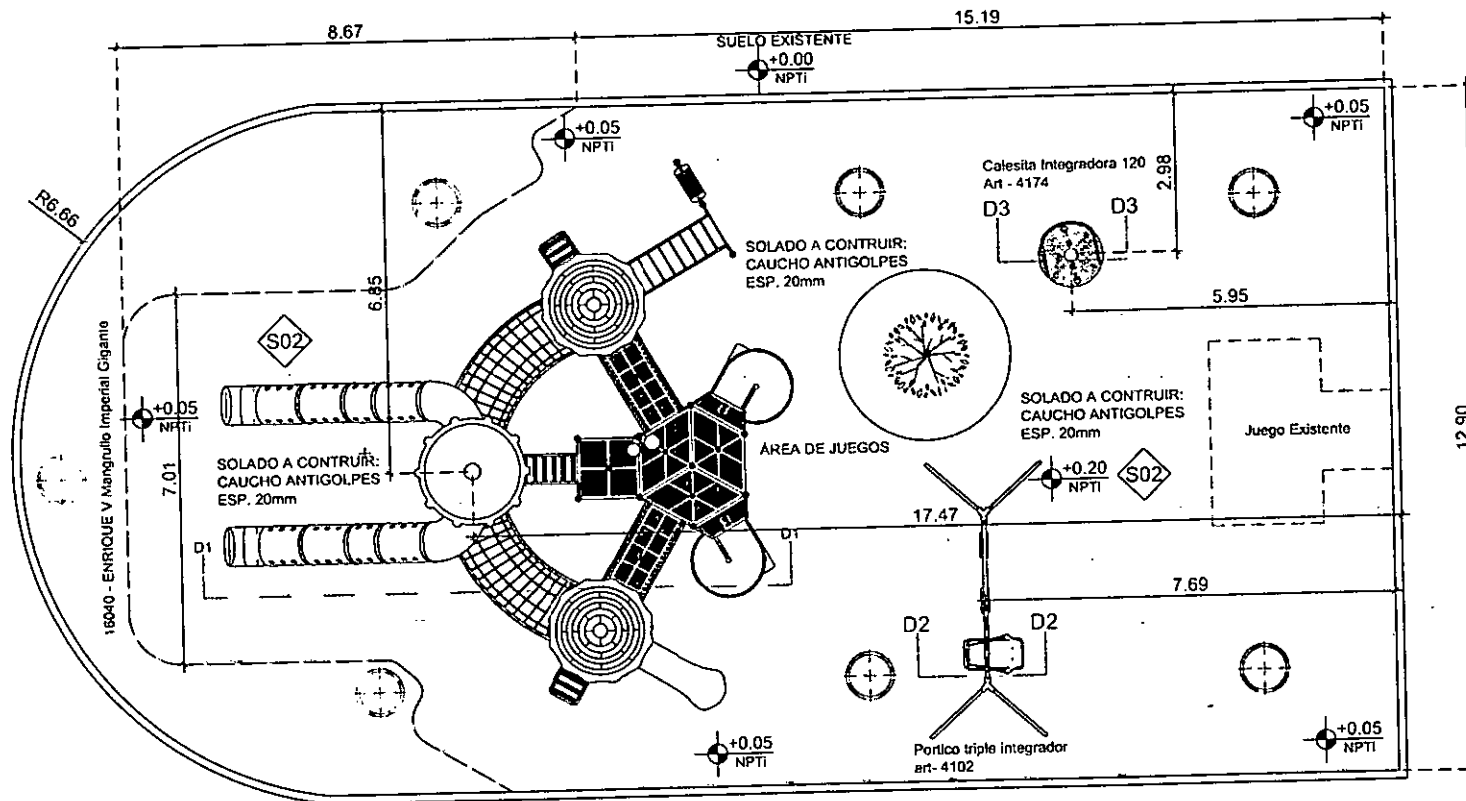 8.67
15.19
SUELO EXISTENTE
+0.00
NPTi
+0.05
NPTi
+0.05
NPTi
R6.66
6.85
Calesita Integradora 120
Art - 4174
2.98
D3
D3
SOLADO A CONTRUIR:
CAUCHO ANTIGOLPES
ESP. 20mm
5.95
16040 - ENRIQUE V Mangrullo Imperial Gigante
S02
+0.05
NPTi
7.01
SOLADO A CONTRUIR:
CAUCHO ANTIGOLPES
ESP. 20mm
ÁREA DE JUEGOS
SOLADO A CONTRUIR:
CAUCHO ANTIGOLPES
ESP. 20mm
Juego Existente
12.90
+0.20
NPTI
S02
17.47
D1
D1
7.69
D2
D2
+0.05
NPTi
Portico triple integrador
art- 4102
+0.05
NPTi